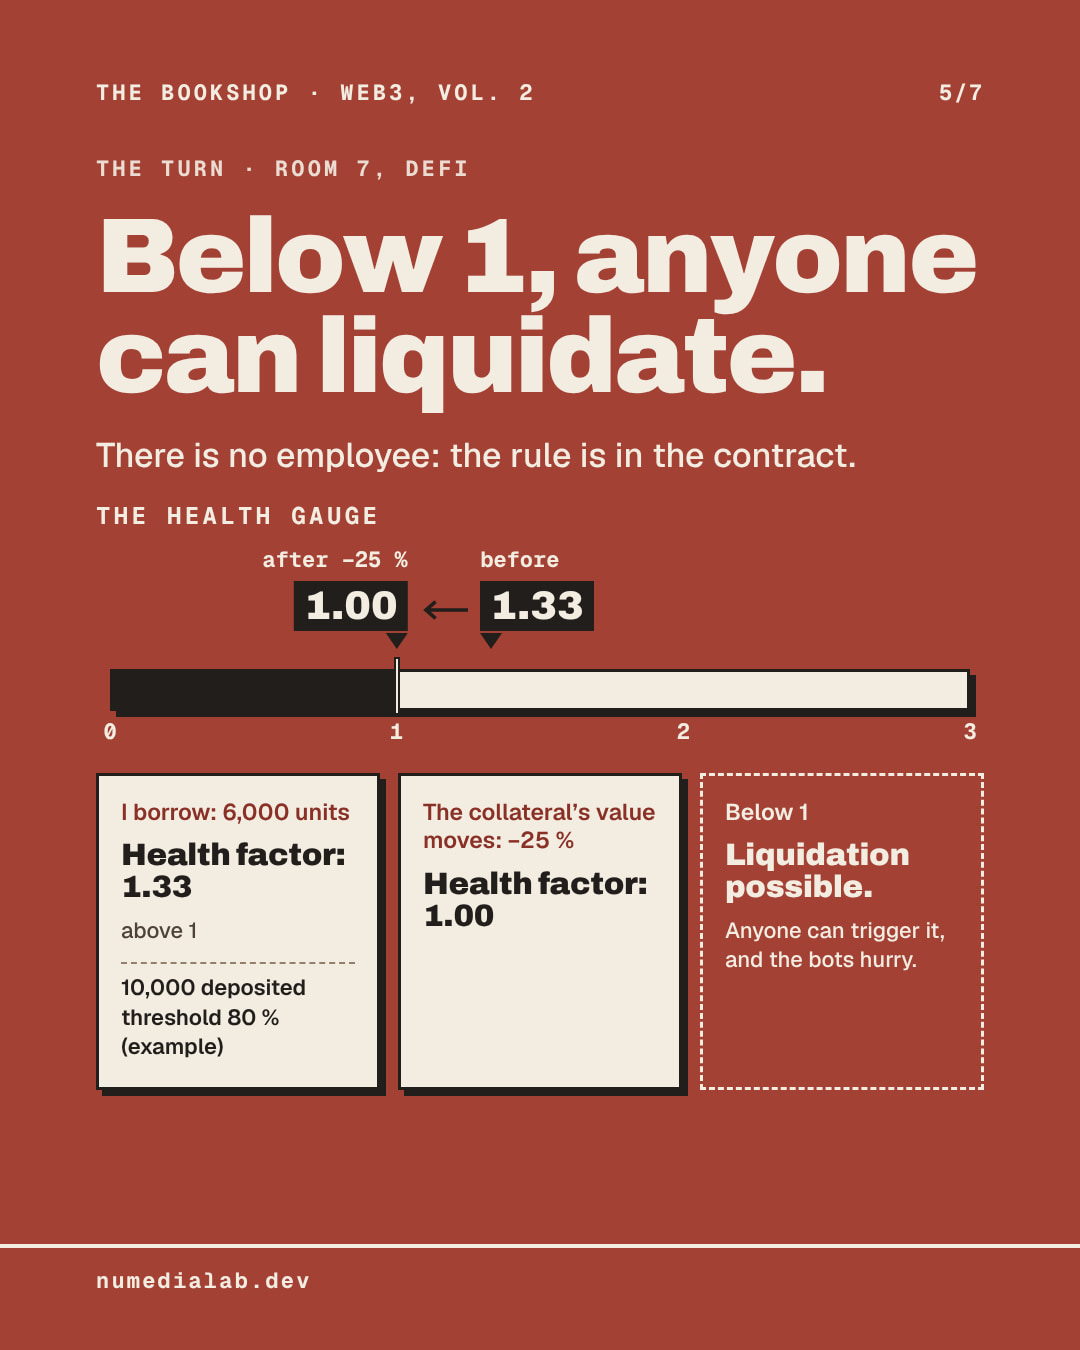 THE BOOKSHOP · WEB3, VOL. 2
5/7
THE TURN · ROOM 7, DEFI
Below 1, anyone
can liquidate.
There is no employee: the rule is in the contract.
THE HEALTH GAUGE
after −25 %
before
1.00
←
1.33
0
1
2
3
I borrow: 6,000 units
Health factor:
1.33
above 1
10,000 deposited
threshold 80 %
(example)
The collateral’s value
moves: −25 %
Health factor:
1.00
Below 1
Liquidation
possible.
Anyone can trigger it,
and the bots hurry.
numedialab.dev